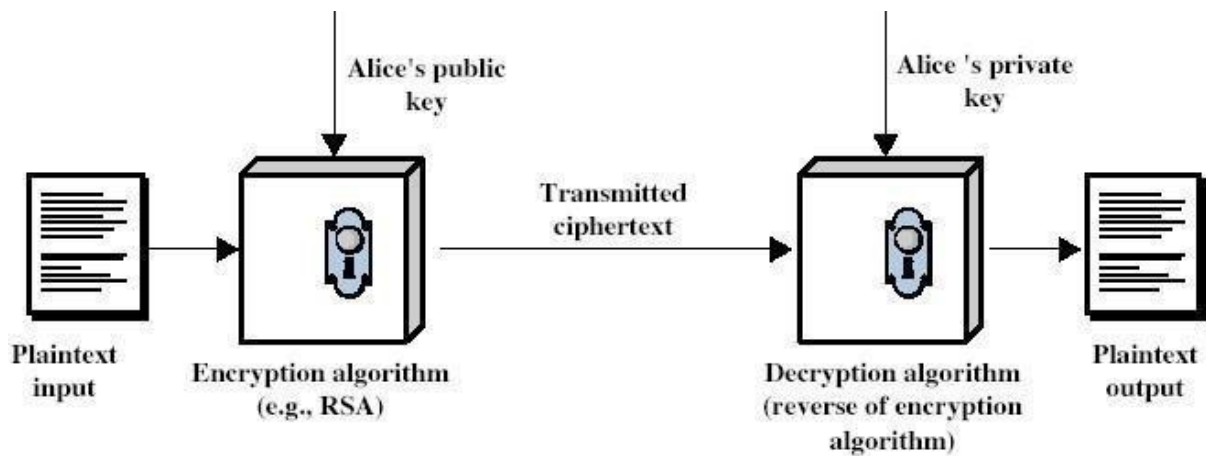 Alice's public
key
Alice 's private
key
Transmitted
ciphertext
Plaintext
input
Encryption algorithm
(e.g., RSA)
Decryption algorithm
(reverse of encryption
algorithm)
Plaintext
output